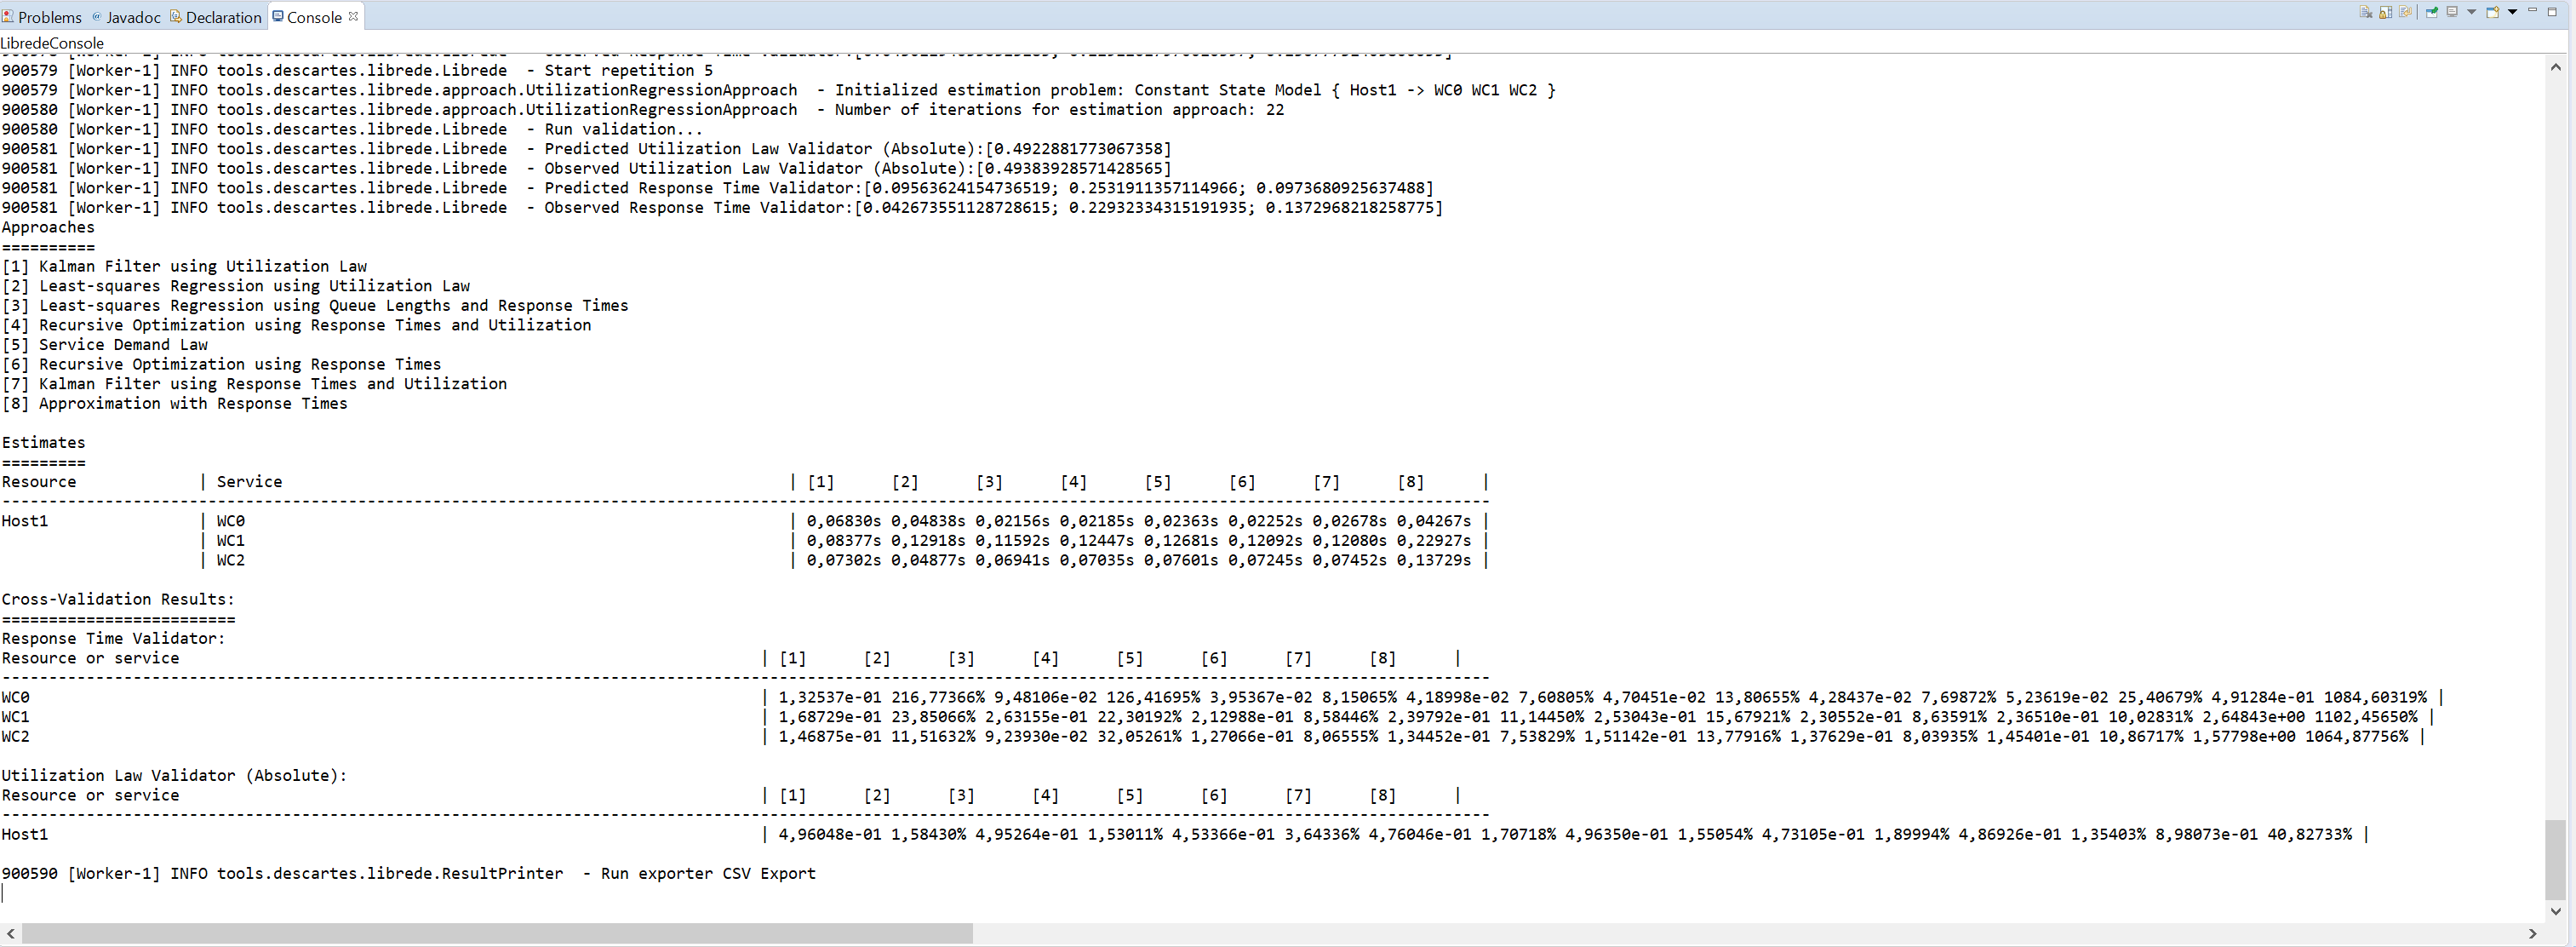 Problems @ Javadoc Declaration Console
LibredeConsole
900579 [Worker-1] INFO tools.descartes.librede.Librede  - Start repetition 5
900579 [Worker-1] INFO tools.descartes.librede.approach.UtilizationRegressionApproach  - Initialized estimation problem: Constant State Model { Host1 -> WC0 WC1 WC2 }
900580 [Worker-1] INFO tools.descartes.librede.approach.UtilizationRegressionApproach  - Number of iterations for estimation approach: 22
900580 [Worker-1] INFO tools.descartes.librede.Librede  - Run validation...
900581 [Worker-1] INFO tools.descartes.librede.Librede  - Predicted Utilization Law Validator (Absolute):[0.4922881773067358]
900581 [Worker-1] INFO tools.descartes.librede.Librede  - Observed Utilization Law Validator (Absolute):[0.49383928571428565]
900581 [Worker-1] INFO tools.descartes.librede.Librede  - Predicted Response Time Validator:[0.09563624154736519; 0.2531911357114966; 0.0973680925637488]
900581 [Worker-1] INFO tools.descartes.librede.Librede  - Observed Response Time Validator:[0.042673551128728615; 0.22932334315191935; 0.1372968218258775]
Approaches
==========
[1] Kalman Filter using Utilization Law
[2] Least-squares Regression using Utilization Law
[3] Least-squares Regression using Queue Lengths and Response Times
[4] Recursive Optimization using Response Times and Utilization
[5] Service Demand Law
[6] Recursive Optimization using Response Times
[7] Kalman Filter using Response Times and Utilization
[8] Approximation with Response Times
Estimates
=========
Resource | Service | [1] [2] [3] [4] [5] [6] [7] [8] |
Host1 | WC0 | 0,06830s 0,04838s 0,02156s 0,02185s 0,02363s 0,02252s 0,02678s 0,04267s |
| WC1 | 0,08377s 0,12918s 0,11592s 0,12447s 0,12681s 0,12092s 0,12080s 0,22927s |
| WC2 | 0,07302s 0,04877s 0,06941s 0,07035s 0,07601s 0,07245s 0,07452s 0,13729s |
Cross-Validation Results:
=========================
Response Time Validator:
Resource or service | [1] [2] [3] [4] [5] [6] [7] [8] |
WC0 | 1,32537e-01 216,77366% 9,48106e-02 126,41695% 3,95367e-02 8,15065% 4,18998e-02 7,60805% 4,70451e-02 13,80655% 4,28437e-02 7,69872% 5,23619e-02 25,40679% 4,91284e-01 1084,60319% |
WC1 | 1,68729e-01 23,85066% 2,63155e-01 22,30192% 2,12988e-01 8,58446% 2,39792e-01 11,14450% 2,53043e-01 15,67921% 2,30552e-01 8,63591% 2,36510e-01 10,02831% 2,64843e+00 1102,45650% |
WC2 | 1,46875e-01 11,51632% 9,23930e-02 32,05261% 1,27066e-01 8,06555% 1,34452e-01 7,53829% 1,51142e-01 13,77916% 1,37629e-01 8,03935% 1,45401e-01 10,86717% 1,57798e+00 1064,87756% |
Utilization Law Validator (Absolute):
Resource or service | [1] [2] [3] [4] [5] [6] [7] [8] |
Host1 | 4,96048e-01 1,58430% 4,95264e-01 1,53011% 4,53366e-01 3,64336% 4,76046e-01 1,70718% 4,96350e-01 1,55054% 4,73105e-01 1,89994% 4,86926e-01 1,35403% 8,98073e-01 40,82733% |
900590 [Worker-1] INFO tools.descartes.librede.ResultPrinter  - Run exporter CSV Export